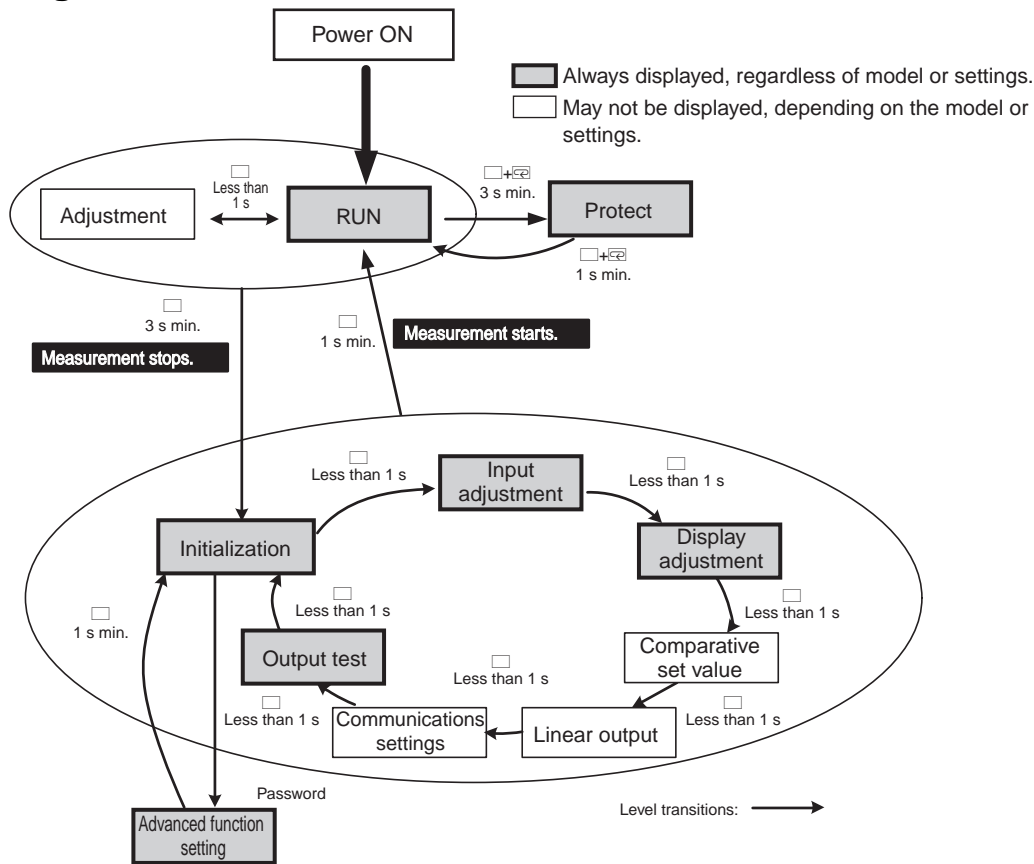 Power ON
Always displayed, regardless of model or settings.
May not be displayed, depending on the model or
settings.
Less than
1 s
Adjustment
RUN
+
3 s min.
Protect
+
1 s min.
3 s min.
Measurement stops.
1 s min.
Measurement starts.
Less than 1 s
Input
adjustment
Less than 1 s
Initialization
Display
adjustment
1 s min.
Less than 1 s
Less than 1 s
Output test
Comparative
set value
Less than 1 s
Less than 1 s
Less than 1 s
Communications
settings
Linear output
Password
Level transitions:
Advanced function
setting